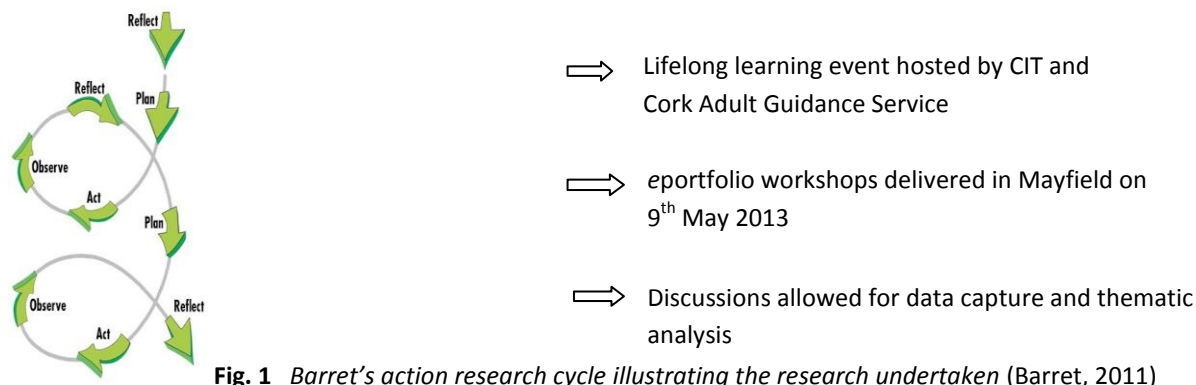 Reflect
Plan
Reflect
Observe
Act
Plan
Observe
Act
Reflect
Lifelong learning event hosted by CIT and
Cork Adult Guidance Service
eportfolio workshops delivered in Mayfield on
9th May 2013
Discussions allowed for data capture and thematic
analysis
Fig. 1 Barret's action research cycle illustrating the research undertaken (Barret, 2011)